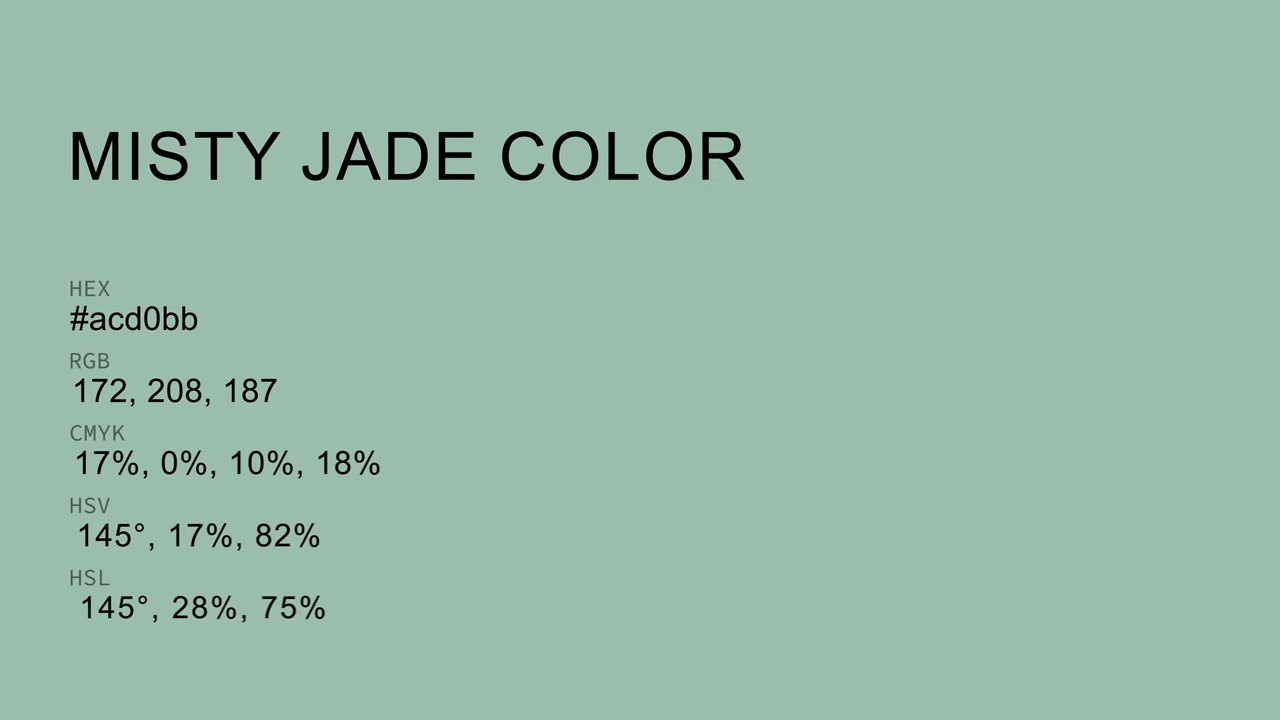 MISTY JADE COLOR
HEX
#acd0bb
RGB
172, 208, 187
CMYK
17%, 0%, 10%, 18%
HSV
145°, 17%, 82%
HSL
145°, 28%, 75%